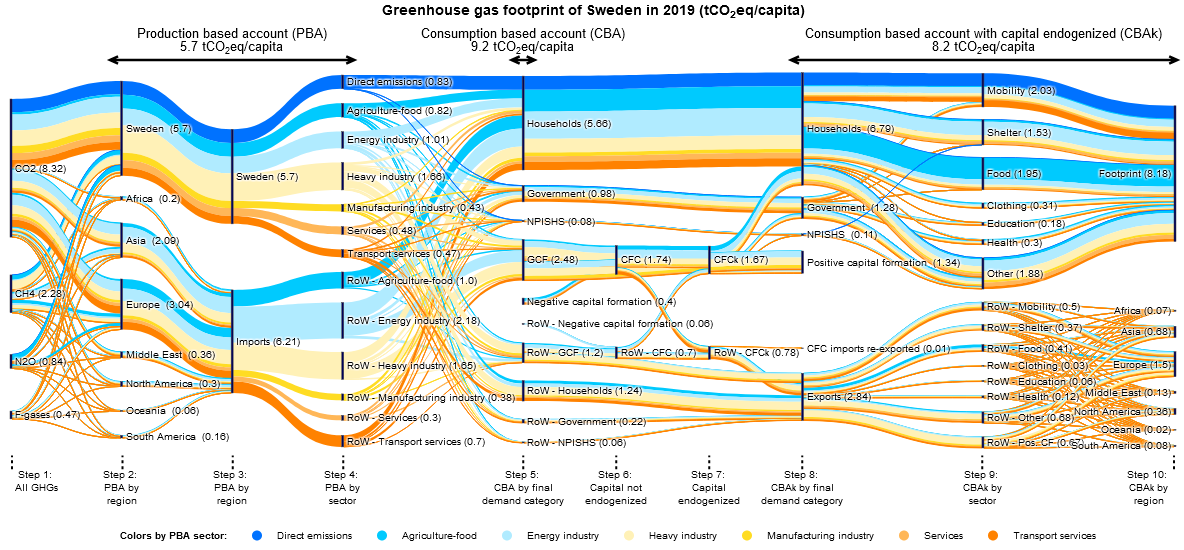 Greenhouse gas footprint of Sweden in 2019 (tCO2eq/capita)
Production based account (PBA)
5.7 tCO2eq/capita
Consumption based account (CBA)
9.2 tCO2eq/capita
Consumption based account with capital endogenized (CBAk)
8.2 tCO2eq/capita
CO2 (8.32)
CH4 (2.28)
N2O (0.84)
F-gases (0.47)
Sweden (5.7)
Africa (0.2)
Asia (2.09)
Europe (3.04)
Middle East (0.36)
North America (0.3)
Oceania (0.06)
South America (0.16)
Sweden (5.7)
Imports (6.21)
Direct emissions (0.83)
Agriculture-food (0.82)
Energy industry (1.01)
Heavy industry (1.66)
Manufacturing industry (0.43)
Services (0.48)
Transport services (0.47)
RoW - Agriculture-food (1.0)
RoW - Energy industry (2.18)
RoW - Heavy industry (1.65)
RoW - Manufacturing industry (0.38)
RoW - Services (0.3)
RoW - Transport services (0.7)
Households (5.66)
Government (0.98)
NPISHS (0.08)
GCF (2.48)
Negative capital formation (0.4)
RoW - Negative capital formation (0.06)
RoW - GCF (1.2)
RoW - Households (1.24)
RoW - Government (0.22)
RoW - NPISHS (0.06)
CFC (1.74)
RoW - CFC (0.7)
CFCk (1.67)
RoW - CFCk (0.78)
Households (6.79)
Government (1.28)
NPISHS (0.11)
Positive capital formation (1.34)
CFC imports re-exported (0.01)
Exports (2.84)
Mobility (2.03)
Shelter (1.53)
Food (1.95)
Clothing (0.31)
Education (0.18)
Health (0.3)
Other (1.88)
RoW - Mobility (0.5)
RoW - Shelter (0.37)
RoW - Food (0.41)
RoW - Clothing (0.03)
RoW - Education (0.06)
RoW - Health (0.12)
RoW - Other (0.68)
RoW - Pos. CF (0.67)
Footprint (8.18)
Africa (0.07)
Asia (0.68)
Europe (1.5)
Middle East (0.13)
North America (0.36)
Oceania (0.02)
South America (0.08)
Step 1:
All GHGs
Step 2:
PBA by
region
Step 3:
PBA by
region
Step 4:
PBA by
sector
Step 5:
CBA by final
demand category
Step 6:
Capital not
endogenized
Step 7:
Capital
endogenized
Step 8:
CBAk by final
demand category
Step 9:
CBAk by
sector
Step 10:
CBAk by
region
Colors by PBA sector:
Direct emissions
Agriculture-food
Energy industry
Heavy industry
Manufacturing industry
Services
Transport services